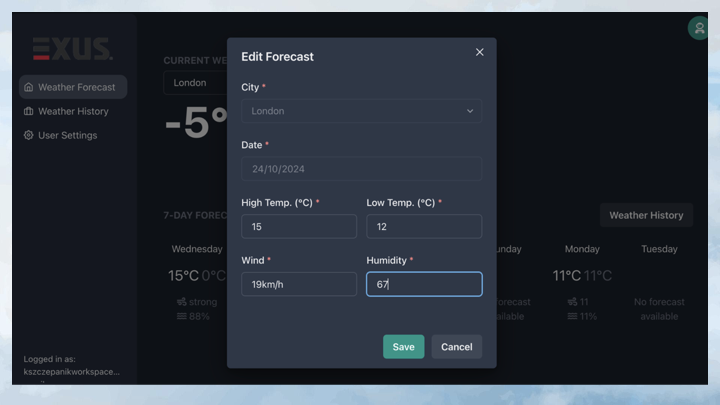 EXUS.
Weather Forecast
Weather History
User Settings
Logged in as:
kszczepanikworkspace...
CURRENT WE
London
-5°
7-DAY FOREC
Weather History
Wednesday
15°C 0°C
strong
88%
unday
orecast
ailable
Monday
11°C 11°C
11
11%
Tuesday
No forecast
available
Edit Forecast
City *
London
Date *
24/10/2024
High Temp. (°C) *
Low Temp. (°C) *
15
12
Wind *
Humidity *
19km/h
67
Save
Cancel